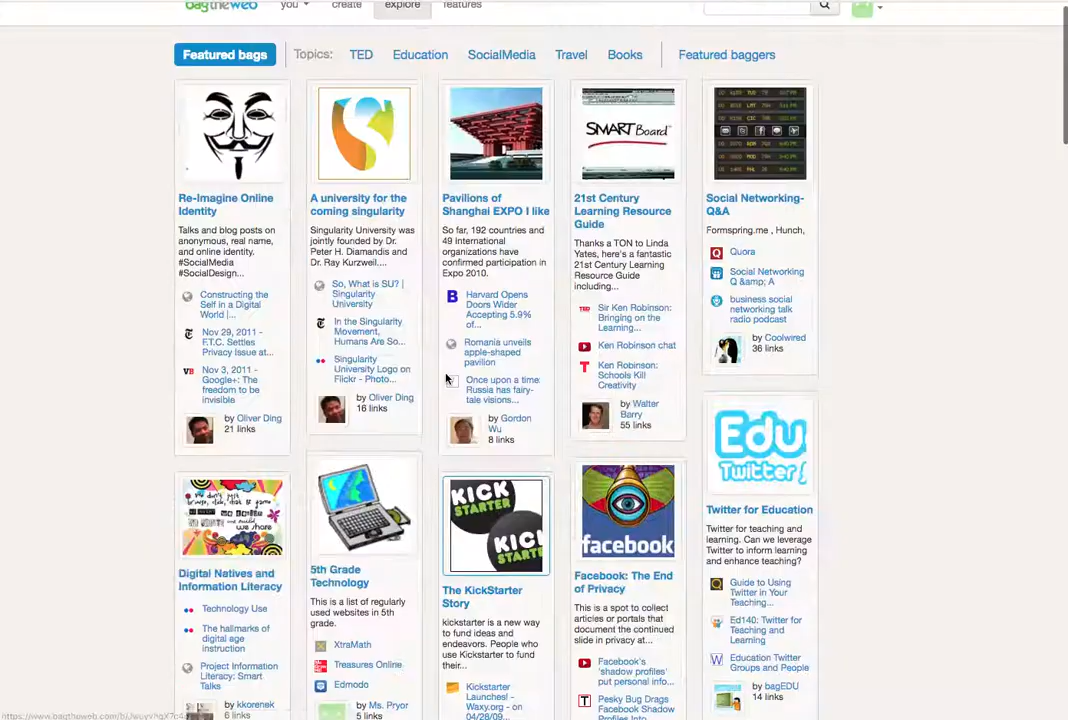 bagtheweb you create explore features
Featured bags Topics: TED Education SocialMedia Travel Books Featured baggers
Re-Imagine Online
Identity
Talks and blog posts on
anonymous, real name,
and online identity.
#SocialMedia
#SocialDesign...
Constructing the
Self in a Digital
World |...
Nov 29, 2011 -
F.T.C. Settles
Privacy Issue at...
Nov 3, 2011 -
Google+: The
freedom to be
invisible
by Oliver Ding
21 links
A university for the
coming singularity
Singularity University was
jointly founded by Dr.
Peter H. Diamandis and
Dr. Ray Kurzweil....
So, What is SU? |
Singularity
University
In the Singularity
Movement,
Humans Are So...
Singularity
University Logo on
Flickr - Photo...
by Oliver Ding
16 links
Pavilions of
Shanghai EXPO I like
So far, 192 countries and
49 International
organizations have
confirmed participation in
Expo 2010.
Harvard Opens
Doors Wider
Accepting 5.9%
of...
Romania unveils
apple-shaped
pavilion
Once upon a time:
Russia has fairy-
tale visions...
by Gordon
Wu
8 links
SMART Board™
21st Century
Learning Resource
Guide
Thanks a TON to Linda
Yates, here's a fantastic
21st Century Learning
Resource Guide
including...
Sir Ken Robinson:
Bringing on the
Learning...
Ken Robinson chat
Ken Robinson:
Schools Kill
Creativity
by Walter
Barry
55 links
Social Networking-
Q&A
Formspring.me , Hunch,
Quora
Social Networking
Q &amp; A
business social
networking talk
radio podcast
by Coolwired
36 links
Digital Natives and
Information Literacy
Technology Use
The hallmarks of
digital age
instruction
Project Information
Literacy: Smart
Talks
by kkorenek
6 links
5th Grade
Technology
This is a list of regularly
used websites in 5th
grade.
XtraMath
Treasures Online
Edmodo
by Ms. Pryor
5 links
KICK
STARTER
KICK
START
The KickStarter
Story
kickstarter is a new way
to fund ideas and
endeavors. People who
use Kickstarter to fund
their...
Kickstarter
Launches! -
Waxy.org - on
04/28/09...
facebook
Facebook: The End
of Privacy
This is a spot to collect
articles or portals that
document the continued
slide in privacy at...
Facebook's
'shadow profiles'
put personal info...
Pesky Bug Drags
Facebook Shadow
Profiles Into
Edu
Twitter
Twitter for Education
Twitter for teaching and
learning. Can we leverage
Twitter to inform learning
and enhance teaching?
Guide to Using
Twitter in Your
Teaching...
Ed140: Twitter for
Teaching and
Learning
Education Twitter
Groups and People
by bagEDU
14 links